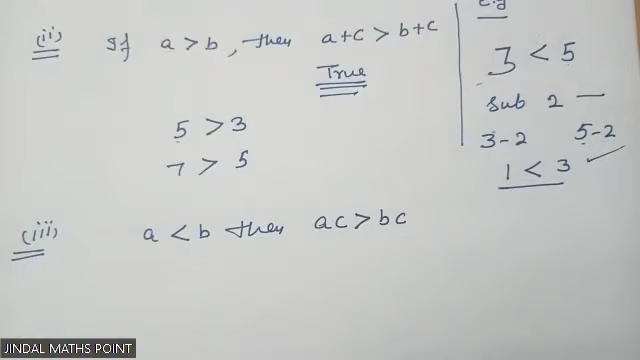 (ii) If a > b, then a+c > b+c
True
5 > 3
7 > 5
(iii) a < b then ac > bc
e.g
3 < 5
Sub 2 —
3-2 5-2
1 < 3 ✓
JINDAL MATHS POINT